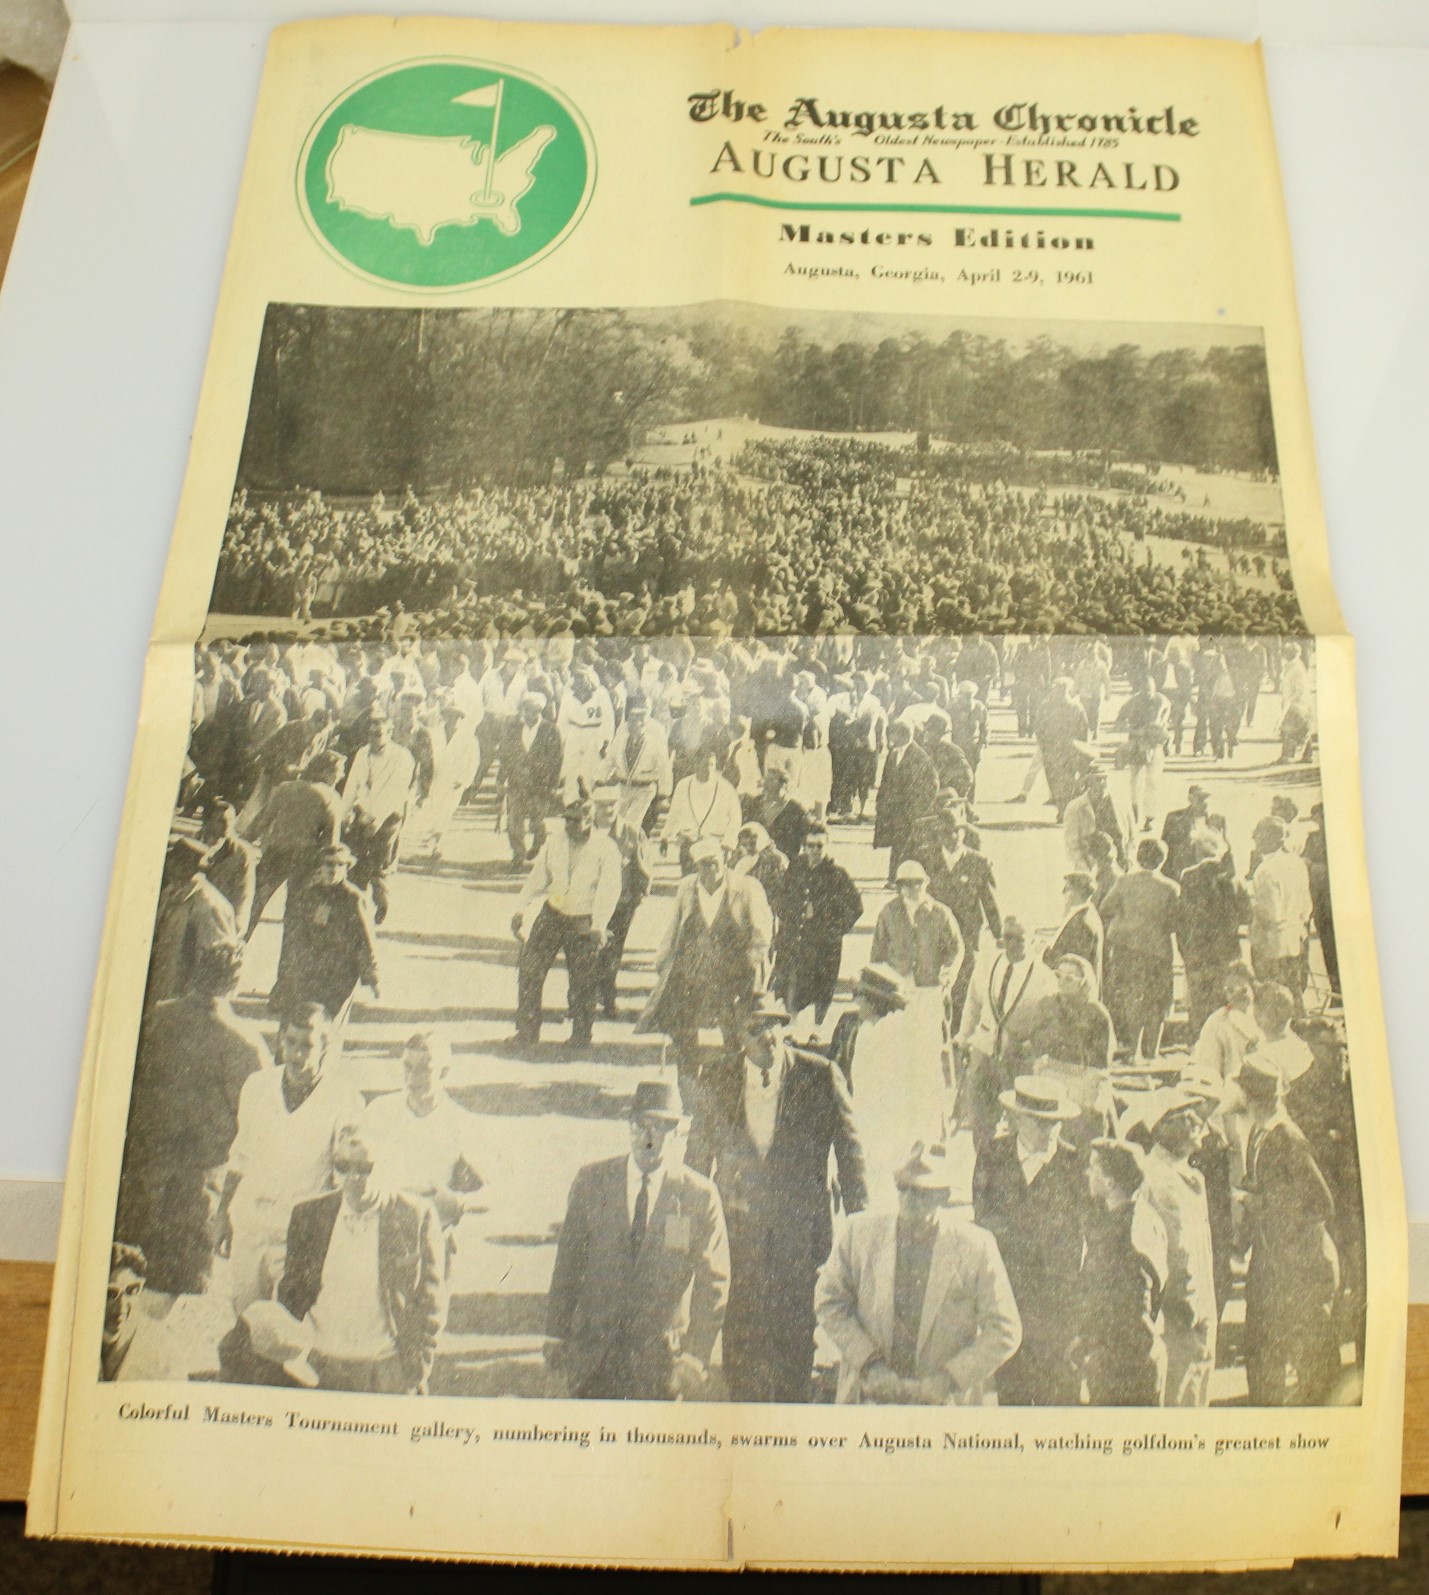 The Augusta Chronicle
The South's Oldest Newspaper - Established 1785
AUGUSTA HERALD
Masters Edition
Augusta, Georgia, April 2-9, 1961
98
Colorful Masters Tournament gallery, numbering in thousands, swarms over Augusta National, watching golfdom's greatest show